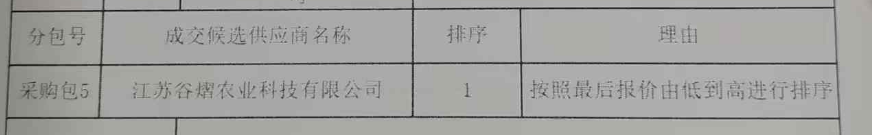 分包号 成交候选供应商名称 排序 理由
采购包5 江苏谷熠农业科技有限公司 1 按照最后报价由低到高进行排序